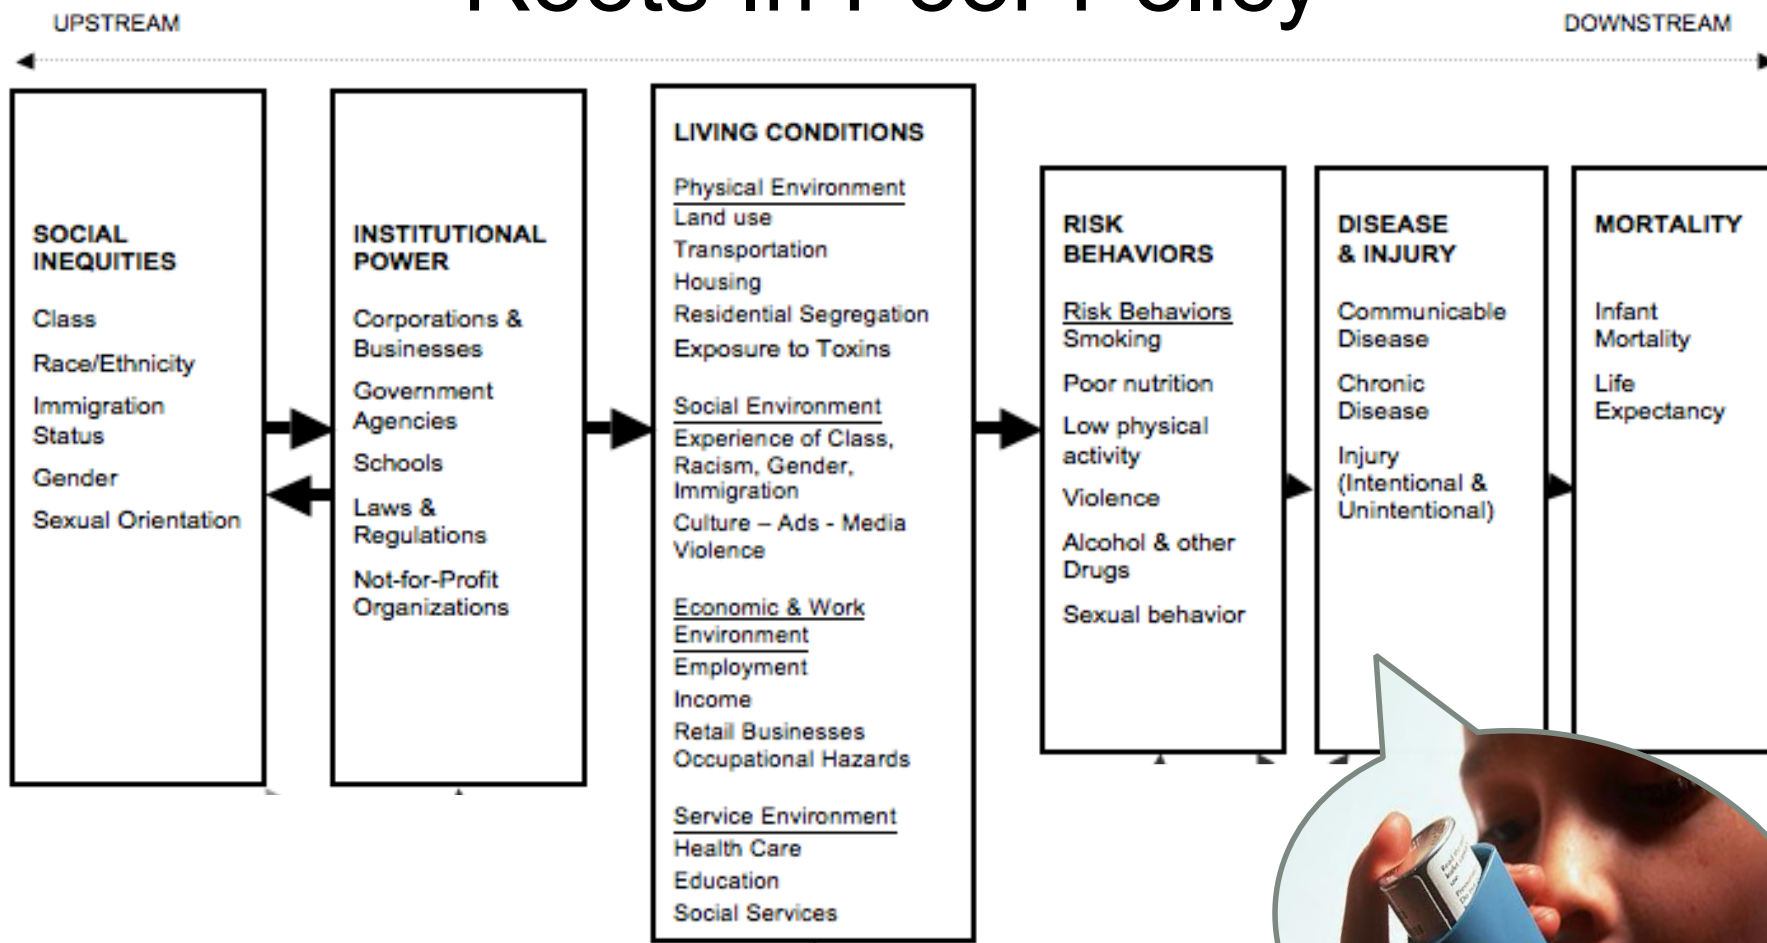 Roots in Poor Policy
UPSTREAM
DOWNSTREAM
SOCIAL
INEQUITIES
Class
Race/Ethnicity
Immigration
Status
Gender
Sexual Orientation
INSTITUTIONAL
POWER
Corporations &
Businesses
Government
Agencies
Schools
Laws &
Regulations
Not-for-Profit
Organizations
LIVING CONDITIONS
Physical Environment
Land use
Transportation
Housing
Residential Segregation
Exposure to Toxins
Social Environment
Experience of Class,
Racism, Gender,
Immigration
Culture – Ads - Media
Violence
Economic & Work
Environment
Employment
Income
Retail Businesses
Occupational Hazards
Service Environment
Health Care
Education
Social Services
RISK
BEHAVIORS
Risk Behaviors
Smoking
Poor nutrition
Low physical
activity
Violence
Alcohol & other
Drugs
Sexual behavior
DISEASE
& INJURY
Communicable
Disease
Chronic
Disease
Injury
(Intentional &
Unintentional)
MORTALITY
Infant
Mortality
Life
Expectancy